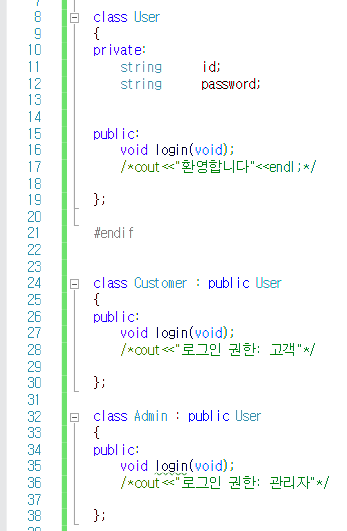 8 class User
9 {
10 private:
11 string id;
12 string password;
13
14
15 public:
16 void login(void);
17 /*cout<<"환영합니다"<<endl;*/
18
19 };
20
21 #endif
22
23
24 class Customer : public User
25 {
26 public:
27 void login(void);
28 /*cout<<"로그인 권한: 고객"*/
29
30 };
31
32 class Admin : public User
33 {
34 public:
35 void login(void);
36 /*cout<<"로그인 권한: 관리자"*/
37
38 };